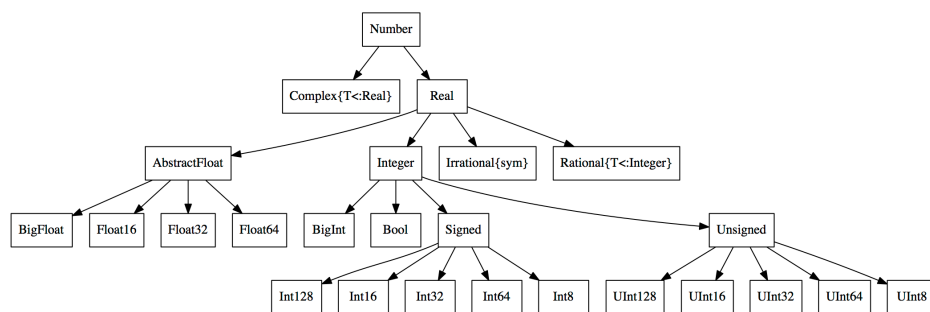 Number
Complex{T<:Real}
Real
AbstractFloat
Integer
Irrational{sym}
Rational{T<:Integer}
BigFloat
Float16
Float32
Float64
BigInt
Bool
Signed
Unsigned
Int128
Int16
Int32
Int64
Int8
UInt128
UInt16
UInt32
UInt64
UInt8